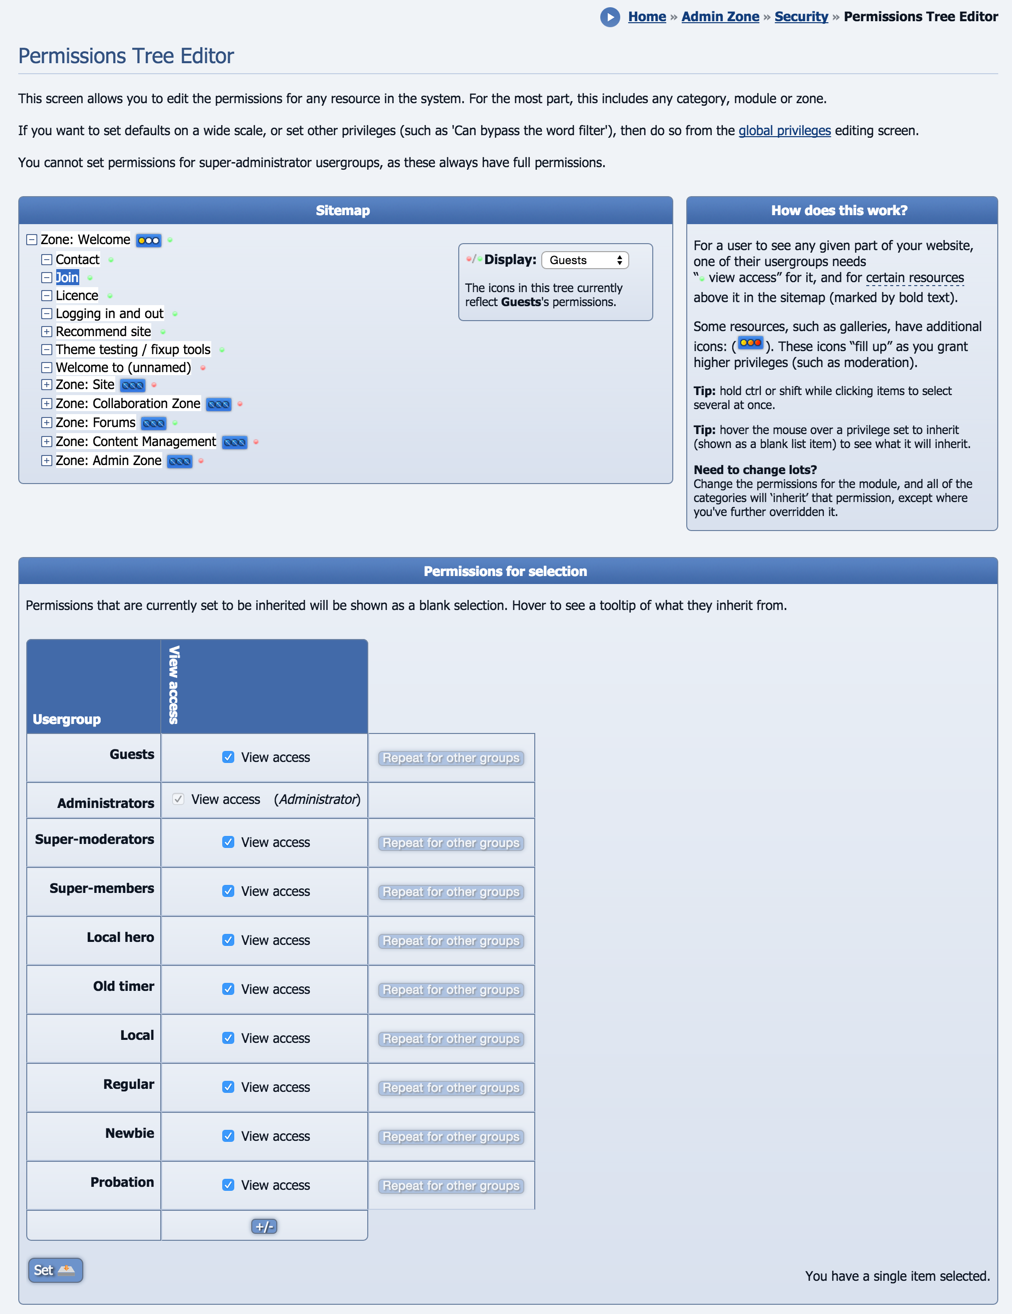 Home » Admin Zone » Security » Permissions Tree Editor
Permissions Tree Editor
This screen allows you to edit the permissions for any resource in the system. For the most part, this includes any category, module or zone.
If you want to set defaults on a wide scale, or set other privileges (such as 'Can bypass the word filter'), then do so from the global privileges editing screen.
You cannot set permissions for super-administrator usergroups, as these always have full permissions.
Sitemap
Zone: Welcome
Contact
Join
Licence
Logging in and out
Recommend site
Theme testing / fixup tools
Welcome to (unnamed)
Zone: Site
Zone: Collaboration Zone
Zone: Forums
Zone: Content Management
Zone: Admin Zone
/ Display: Guests
The icons in this tree currently
reflect Guests's permissions.
How does this work?
For a user to see any given part of your website,
one of their usergroups needs
“ view access” for it, and for certain resources
above it in the sitemap (marked by bold text).
Some resources, such as galleries, have additional
icons: ( ). These icons “fill up” as you grant
higher privileges (such as moderation).
Tip: hold ctrl or shift while clicking items to select
several at once.
Tip: hover the mouse over a privilege set to inherit
(shown as a blank list item) to see what it will inherit.
Need to change lots?
Change the permissions for the module, and all of the
categories will ‘inherit’ that permission, except where
you've further overridden it.
Permissions for selection
Permissions that are currently set to be inherited will be shown as a blank selection. Hover to see a tooltip of what they inherit from.
Usergroup View access
Guests View access Repeat for other groups
Administrators View access (Administrator)
Super-moderators View access Repeat for other groups
Super-members View access Repeat for other groups
Local hero View access Repeat for other groups
Old timer View access Repeat for other groups
Local View access Repeat for other groups
Regular View access Repeat for other groups
Newbie View access Repeat for other groups
Probation View access Repeat for other groups
+/-
Set
You have a single item selected.